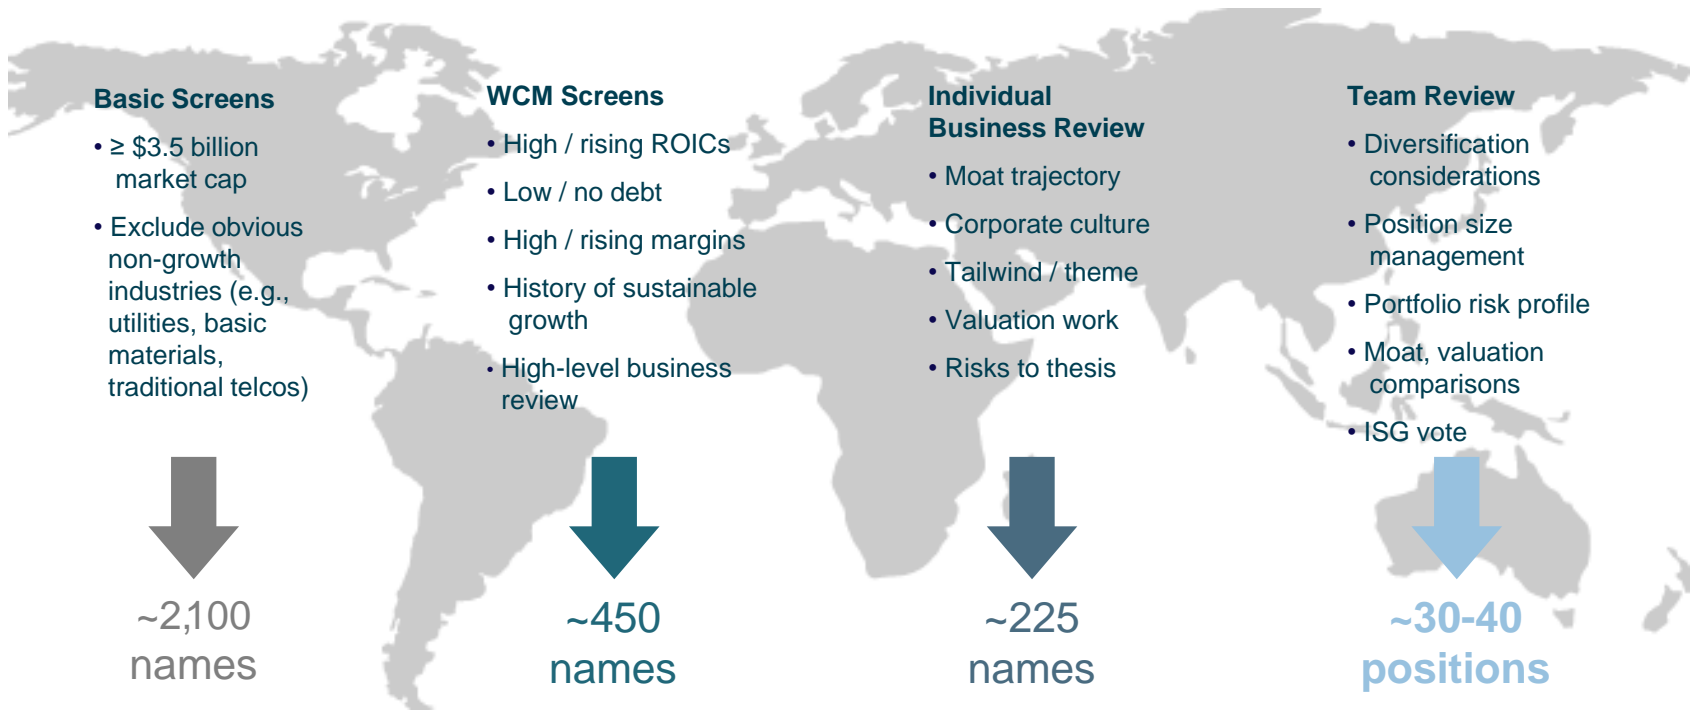 Basic Screens
• ≥ $3.5 billion
market cap
• Exclude obvious
non-growth
industries (e.g.,
utilities, basic
materials,
traditional telcos)
~2,100
names
WCM Screens
• High / rising ROICs
• Low / no debt
• High / rising margins
• History of sustainable
growth
• High-level business
review
~450
names
Individual
Business Review
• Moat trajectory
• Corporate culture
• Tailwind / theme
• Valuation work
• Risks to thesis
~225
names
Team Review
• Diversification
considerations
• Position size
management
• Portfolio risk profile
• Moat, valuation
comparisons
• ISG vote
~30-40
positions